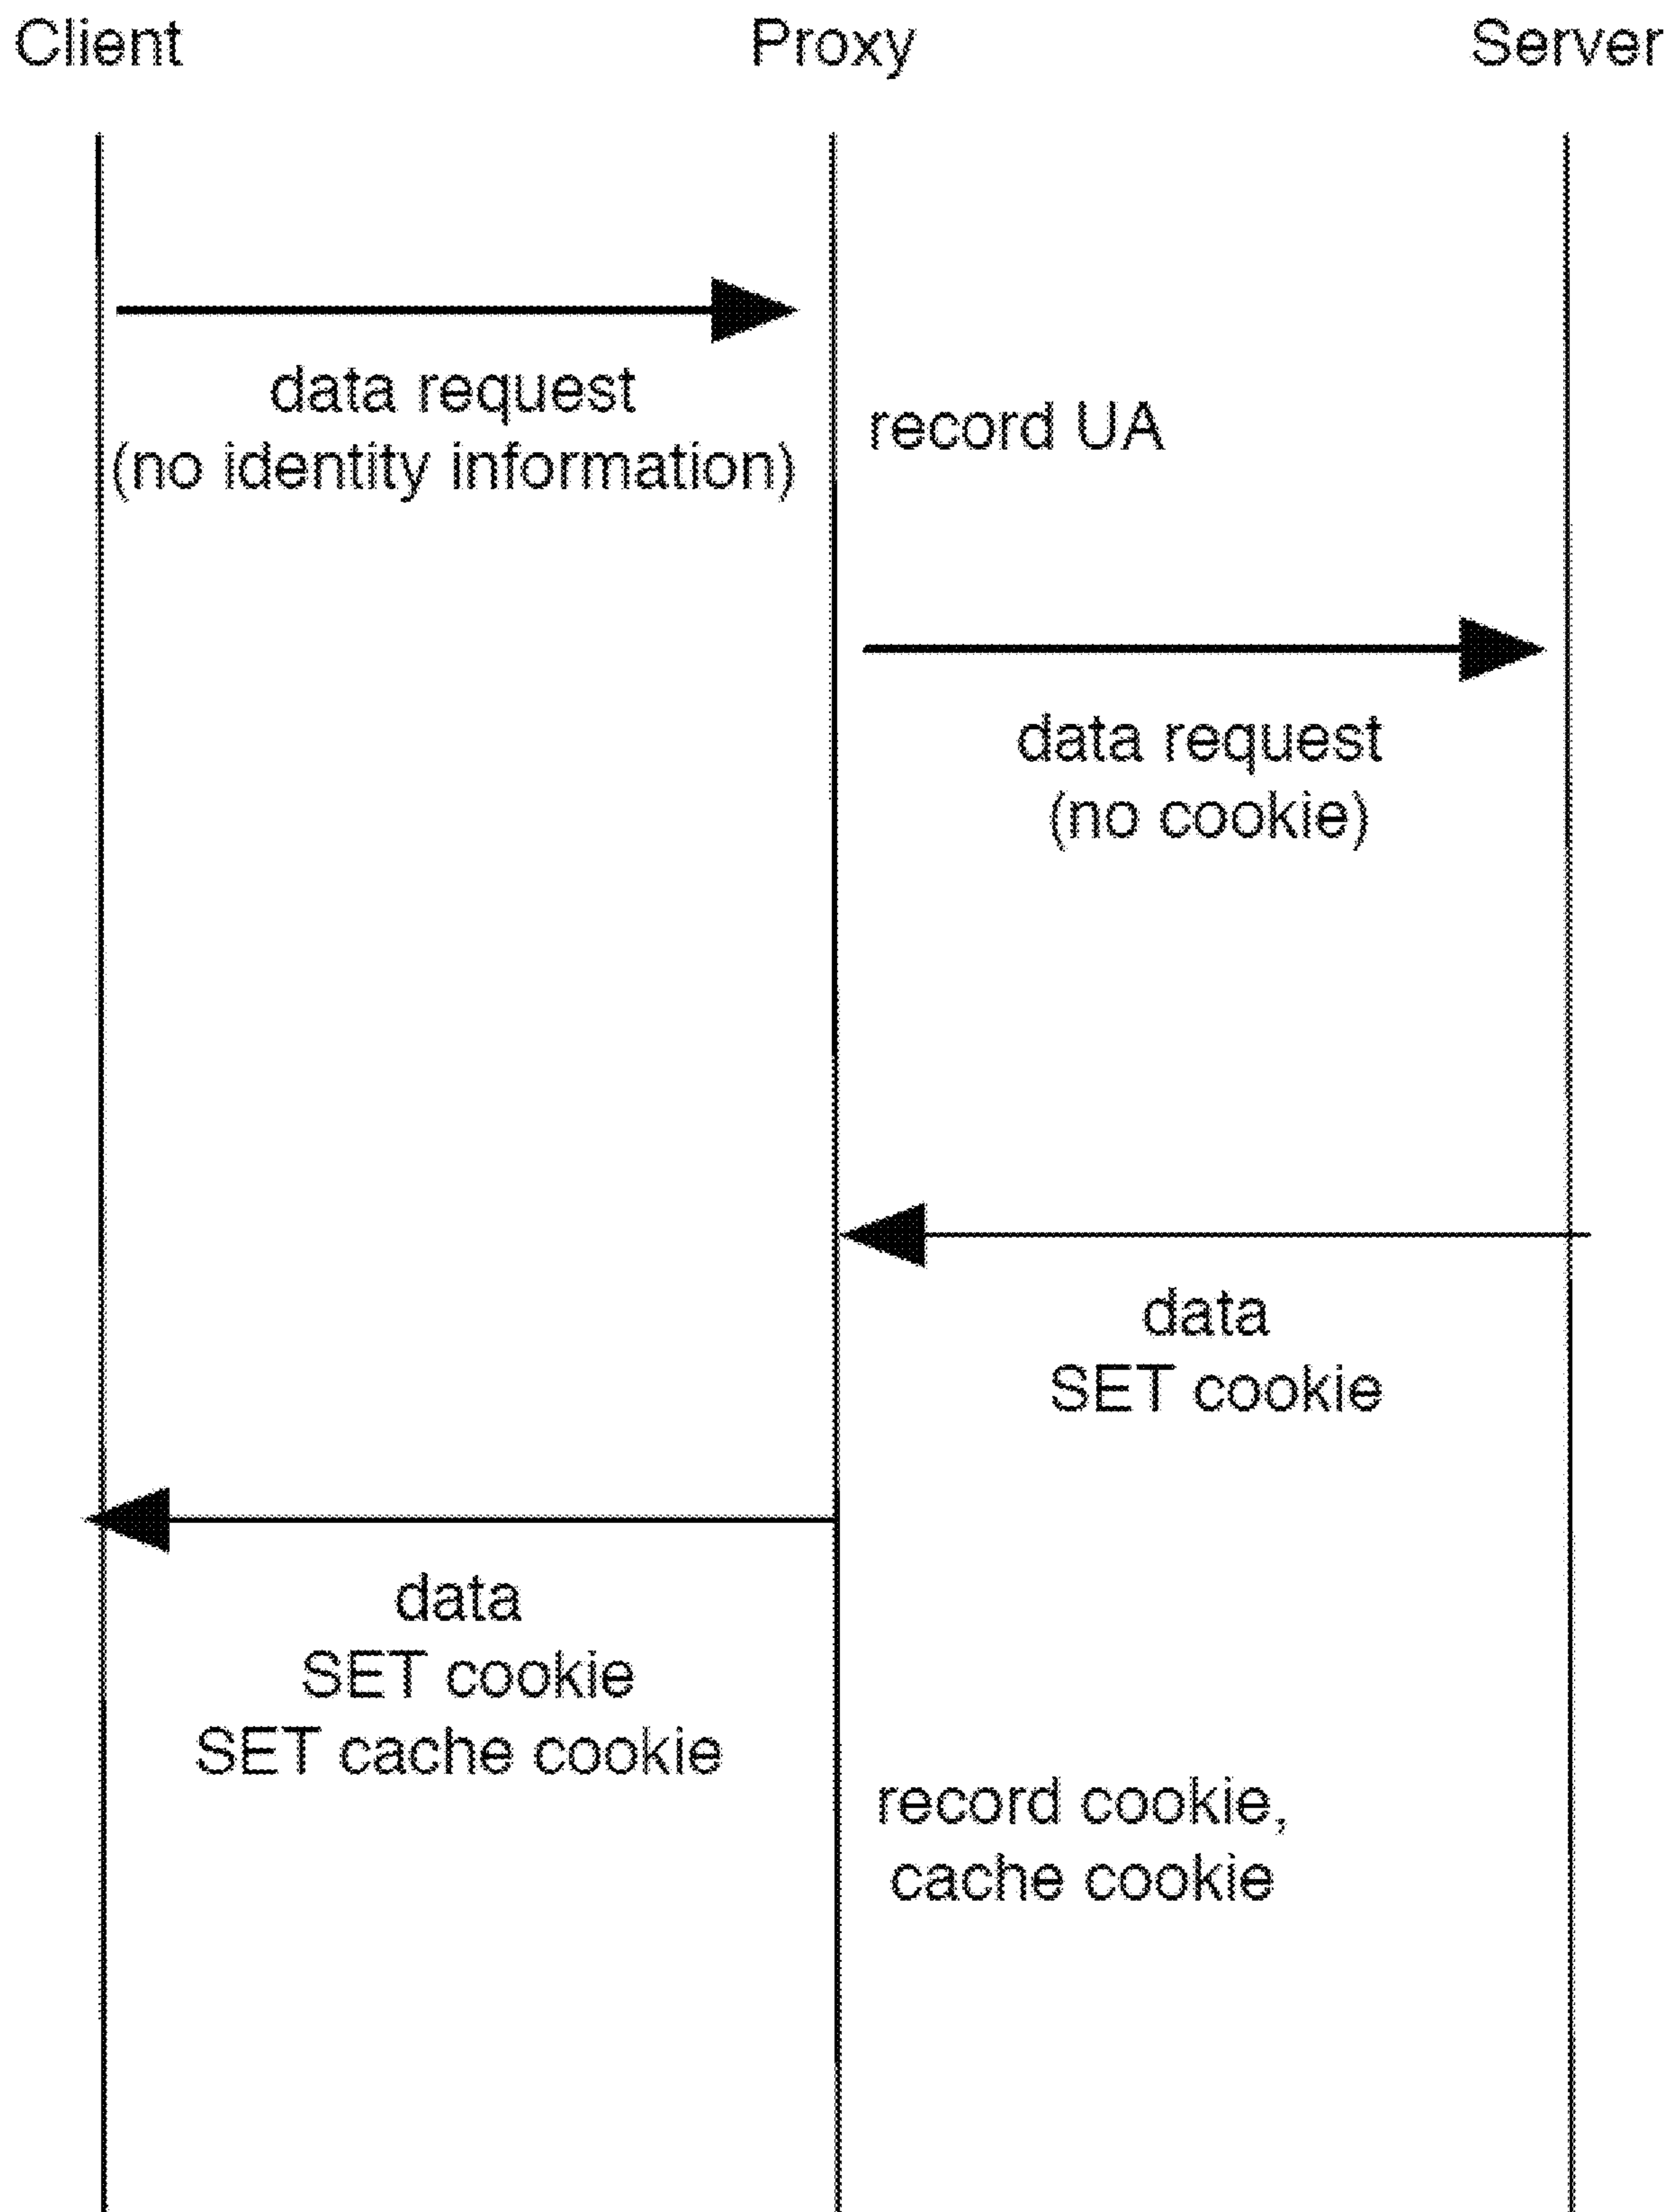 Client
Proxy
Server
data request
(no identity information)
record UA
data request
(no cookie)
data
SET cookie
data
SET cookie
SET cache cookie
record cookie,
cache cookie